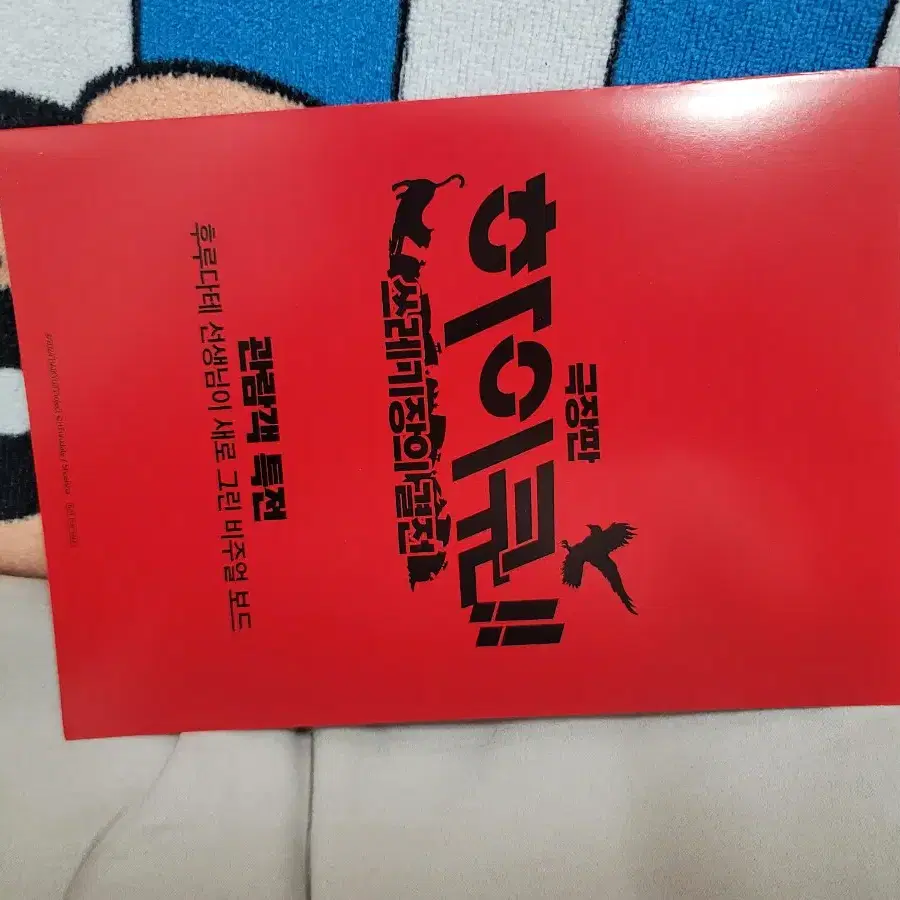 극장판
하이큐!!
쓰레기장의 결전
관람객 특전
후루다테 선생님이 새로 그린 비주얼 보드